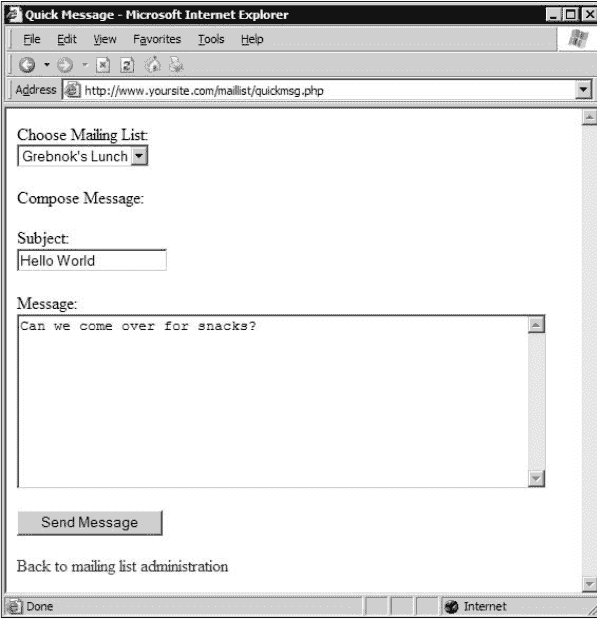 Quick Message - Microsoft Internet Explorer
File Edit View Favorites Tools Help
Address http://www.yoursite.com/maillist/quickmsg.php
Choose Mailing List:
Grebnok's Lunch
Compose Message:
Subject:
Hello World
Message:
Can we come over for snacks?
Send Message
Back to mailing list administration
Done Internet